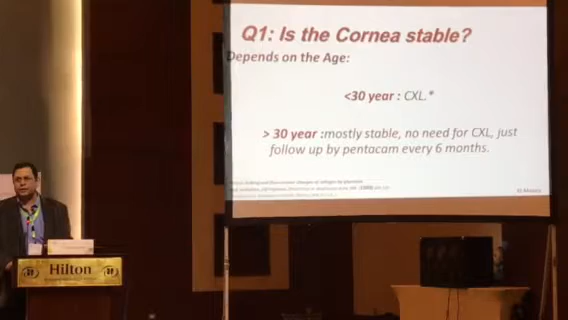 Q1: Is the Cornea stable?
Depends on the Age:
<30 year : CXL.*
> 30 year :mostly stable, no need for CXL, just
follow up by pentacam every 6 months.
Hilton